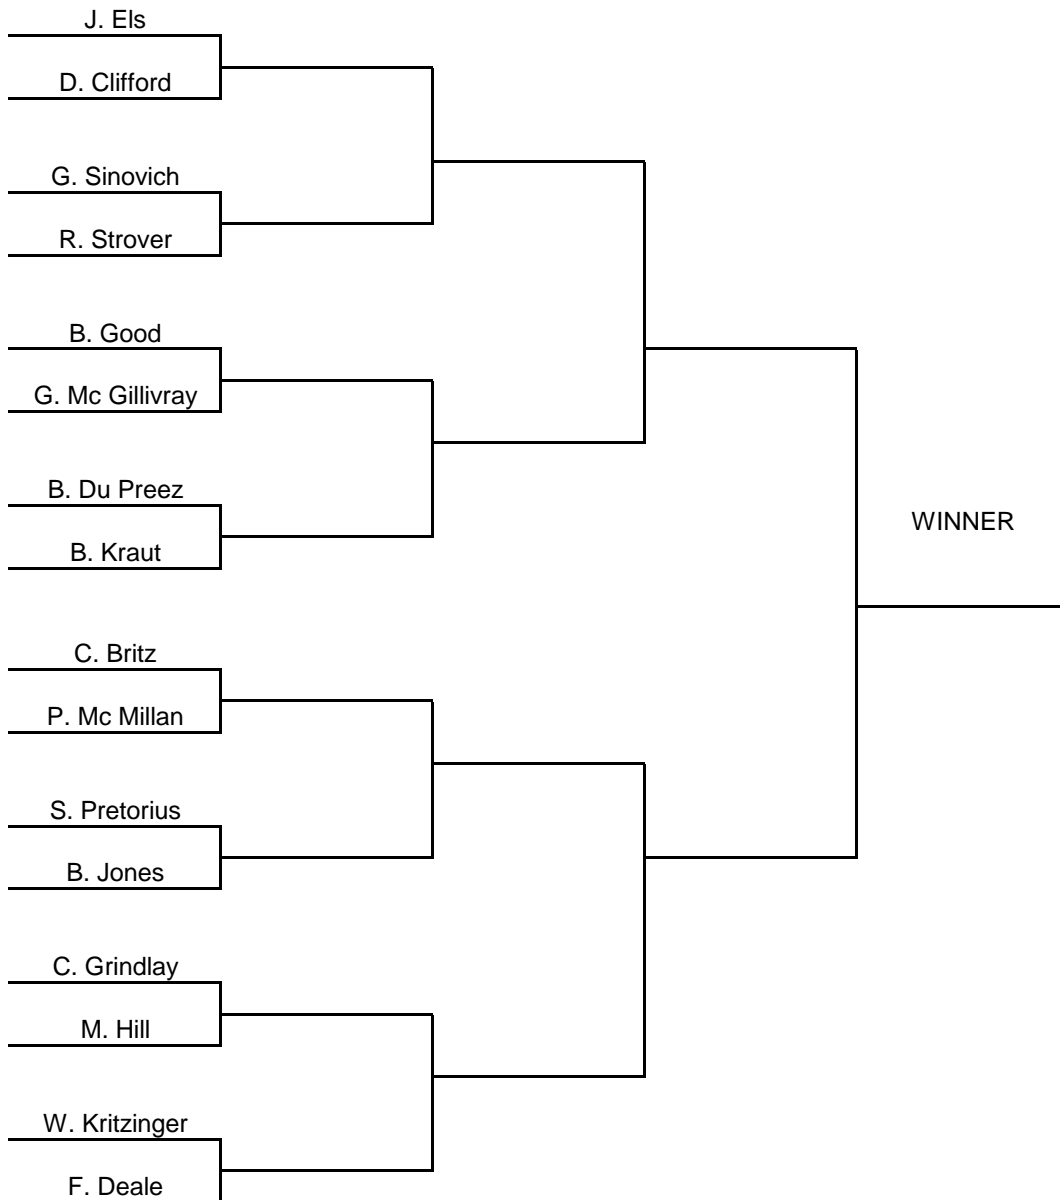 J. Els
D. Clifford
G. Sinovich
R. Strover
B. Good
G. Mc Gillivray
B. Du Preez
B. Kraut
WINNER
C. Britz
P. Mc Millan
S. Pretorius
B. Jones
C. Grindlay
M. Hill
W. Kritzinger
F. Deale